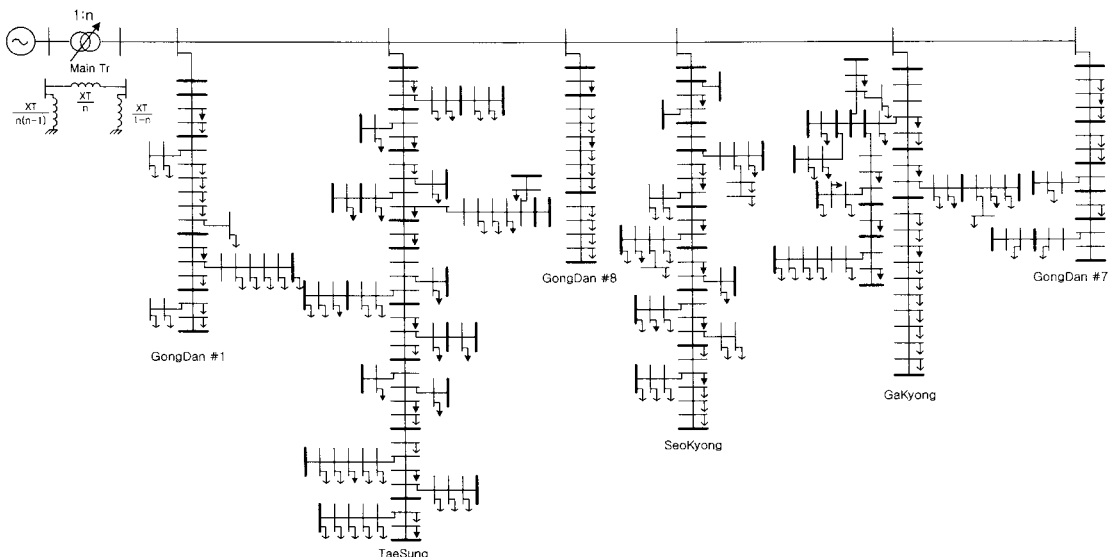 1:n
Main Tr
XT
n
XT
n(n-1)
XT
1-n
GongDan #1
TaeSung
GongDan #8
SeoKyong
GaKyong
GongDan #7